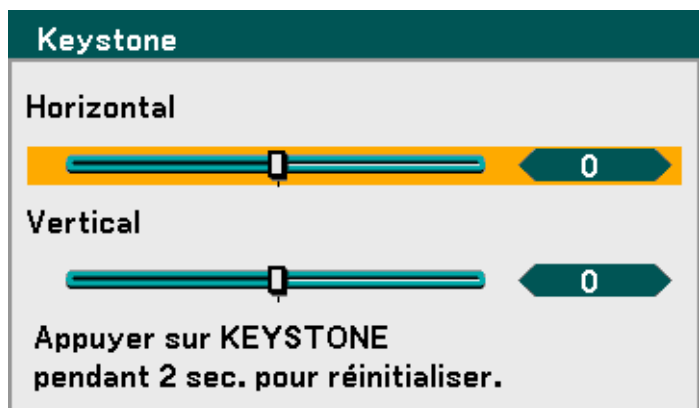 Keystone
Horizontal
0
Vertical
0
Appuyer sur KEYSTONE
pendant 2 sec. pour réinitialiser.